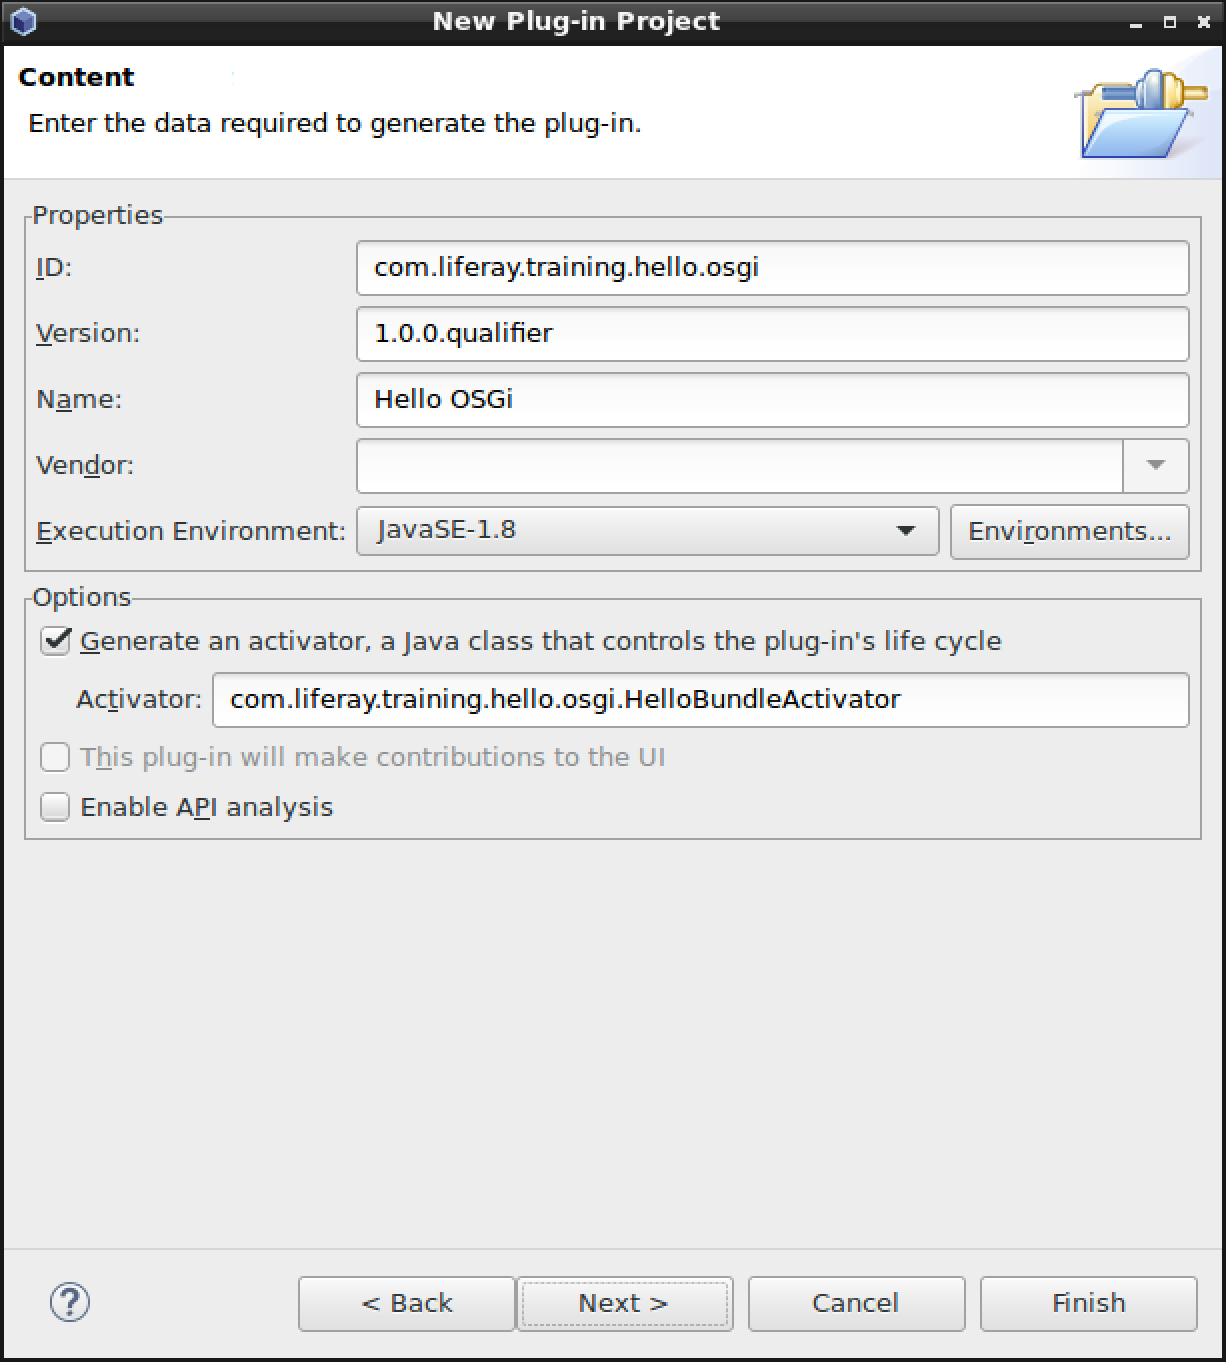 New Plug-in Project
Content
Enter the data required to generate the plug-in.
Properties
ID: com.liferay.training.hello.osgi
Version: 1.0.0.qualifier
Name: Hello OSGi
Vendor:
Execution Environment: JavaSE-1.8 Environments...
Options
Generate an activator, a Java class that controls the plug-in's life cycle
Activator: com.liferay.training.hello.osgi.HelloBundleActivator
This plug-in will make contributions to the UI
Enable API analysis
? < Back Next > Cancel Finish